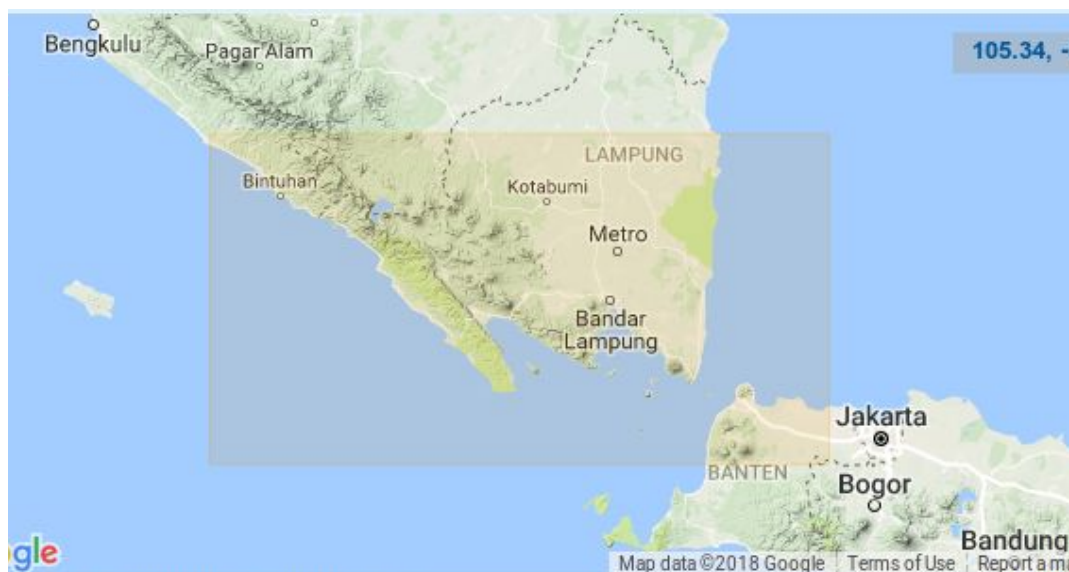 Bengkulu
Pagar Alam
105.34, -
LAMPUNG
Bintuhan
Kotabumi
Metro
Bandar
Lampung
Jakarta
BANTEN
Bogor
Bandung
gle
Map data ©2018 Google
Terms of Use
Report a ma